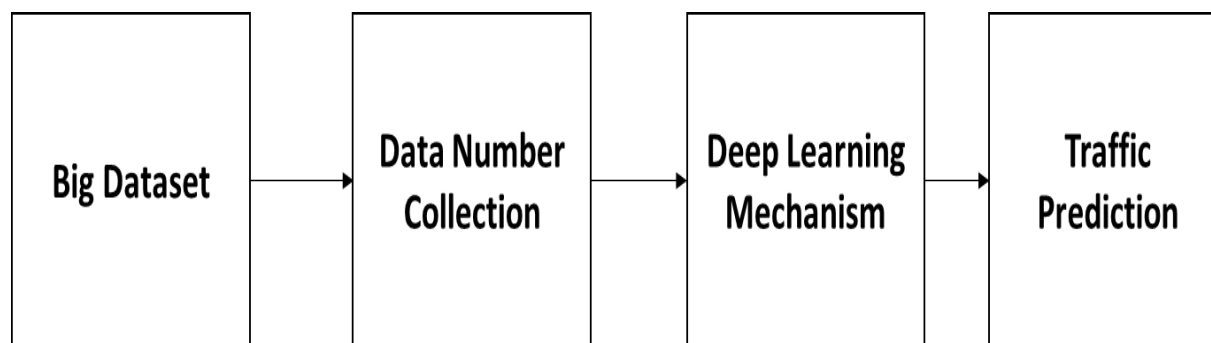 Big Dataset
Data Number
Collection
Deep Learning
Mechanism
Traffic
Prediction